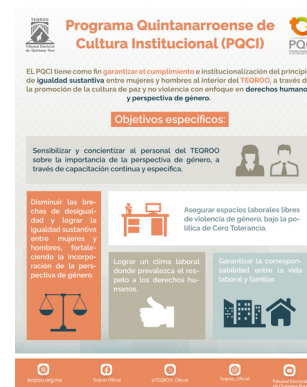 TEQROO
Tribunal Electoral
de Quintana Roo
Programa Quintanarroense de
Cultura Institucional (PQCI)
PQC
EL PQCI tiene como fin garantizar el cumplimiento e institucionalización del principi
de igualdad sustantiva entre mujeres y hombres al interior del TEQROO, a través d
la promoción de la cultura de paz y no violencia con enfoque en derechos humano
y perspectiva de género.
Objetivos específicos:
Sensibilizar y concientizar al personal del TEQROO
sobre la importancia de la perspectiva de género, a
través de capacitación continua y específica.
Disminuir las bre-
chas de desigual-
dad y lograr la
igualdad sustantiva
entre mujeres y
hombres, fortale-
ciendo la incorpo-
ración de la pers-
pectiva de género.
Asegurar espacios laborales libres
de violencia de género, bajo la po-
lítica de Cero Tolerancia.
Lograr un clima laboral
donde prevalezca el res-
peto a los derechos hu-
manos.
Garantizar la corres­pon-
sabilidad entre la vida
laboral y familiar.
teqroo.org.mx
Teqroo Oficial
@TEQROO_Oficial
Teqroo_Oficial
Tribunal Electoral